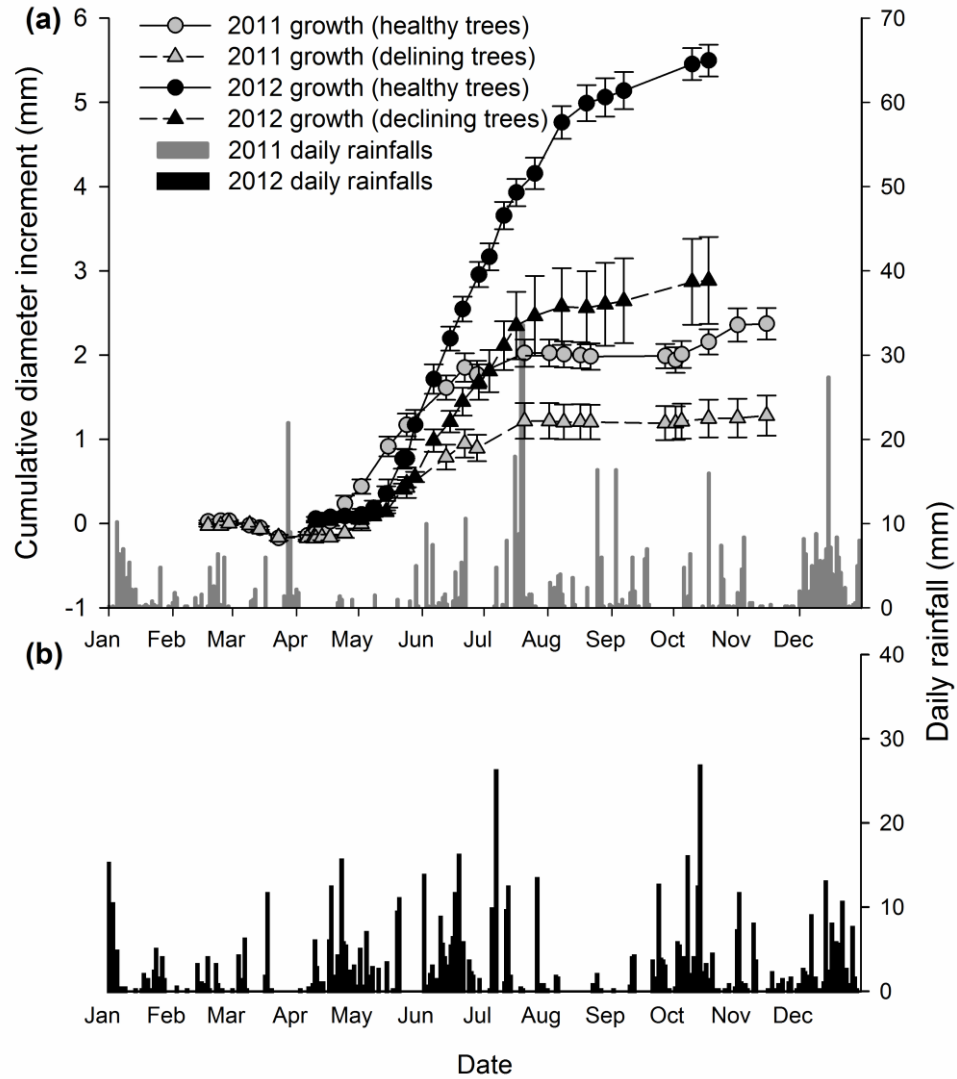 (a)
2011 growth (healthy trees)
2011 growth (delining trees)
2012 growth (healthy trees)
2012 growth (declining trees)
2011 daily rainfalls
2012 daily rainfalls
Cumulative diameter increment (mm)
6
5
4
3
2
1
0
-1
70
60
50
40
30
20
10
0
Jan Feb Mar Apr May Jun Jul Aug Sep Oct Nov Dec
(b)
Daily rainfall (mm)
40
30
20
10
0
Jan Feb Mar Apr May Jun Jul Aug Sep Oct Nov Dec
Date